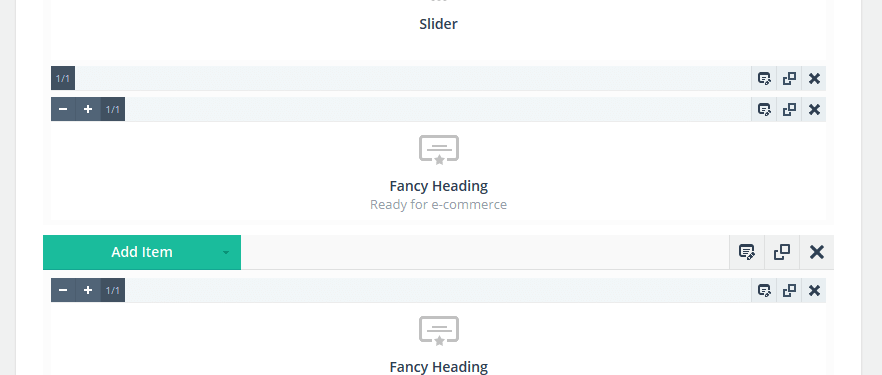 Slider
1/1
− + 1/1
Fancy Heading
Ready for e-commerce
Add Item
− + 1/1
Fancy Heading